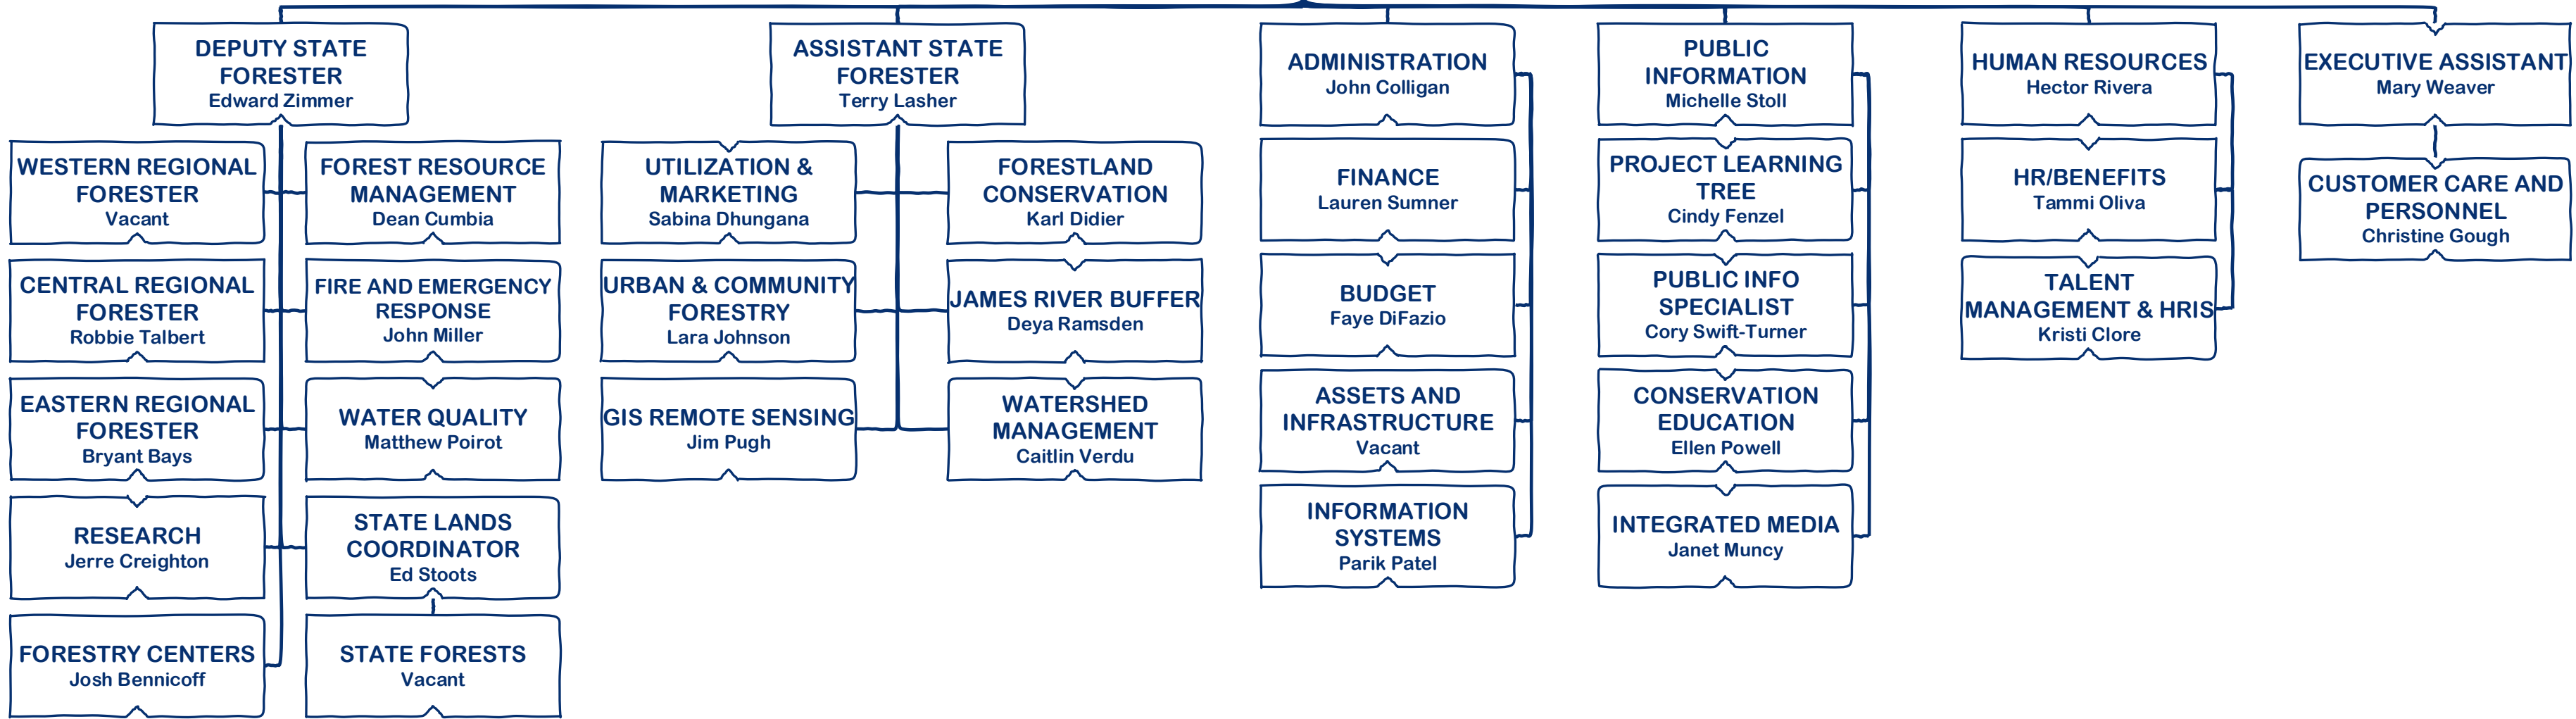 DEPUTY STATE
FORESTER
Edward Zimmer
WESTERN REGIONAL
FORESTER
Vacant
FOREST RESOURCE
MANAGEMENT
Dean Cumbia
CENTRAL REGIONAL
FORESTER
Robbie Talbert
FIRE AND EMERGENCY
RESPONSE
John Miller
EASTERN REGIONAL
FORESTER
Bryant Bays
WATER QUALITY
Matthew Poirot
RESEARCH
Jerre Creighton
STATE LANDS
COORDINATOR
Ed Stoots
FORESTRY CENTERS
Josh Bennicoff
STATE FORESTS
Vacant
ASSISTANT STATE
FORESTER
Terry Lasher
UTILIZATION &
MARKETING
Sabina Dhungana
FORESTLAND
CONSERVATION
Karl Didier
URBAN & COMMUNITY
FORESTRY
Lara Johnson
JAMES RIVER BUFFER
Deya Ramsden
GIS REMOTE SENSING
Jim Pugh
WATERSHED
MANAGEMENT
Caitlin Verdu
ADMINISTRATION
John Colligan
FINANCE
Lauren Sumner
BUDGET
Faye DiFazio
ASSETS AND
INFRASTRUCTURE
Vacant
INFORMATION
SYSTEMS
Parik Patel
PUBLIC
INFORMATION
Michelle Stoll
PROJECT LEARNING
TREE
Cindy Fenzel
PUBLIC INFO
SPECIALIST
Cory Swift-Turner
CONSERVATION
EDUCATION
Ellen Powell
INTEGRATED MEDIA
Janet Muncy
HUMAN RESOURCES
Hector Rivera
HR/BENEFITS
Tammi Oliva
TALENT
MANAGEMENT & HRIS
Kristi Clore
EXECUTIVE ASSISTANT
Mary Weaver
CUSTOMER CARE AND
PERSONNEL
Christine Gough